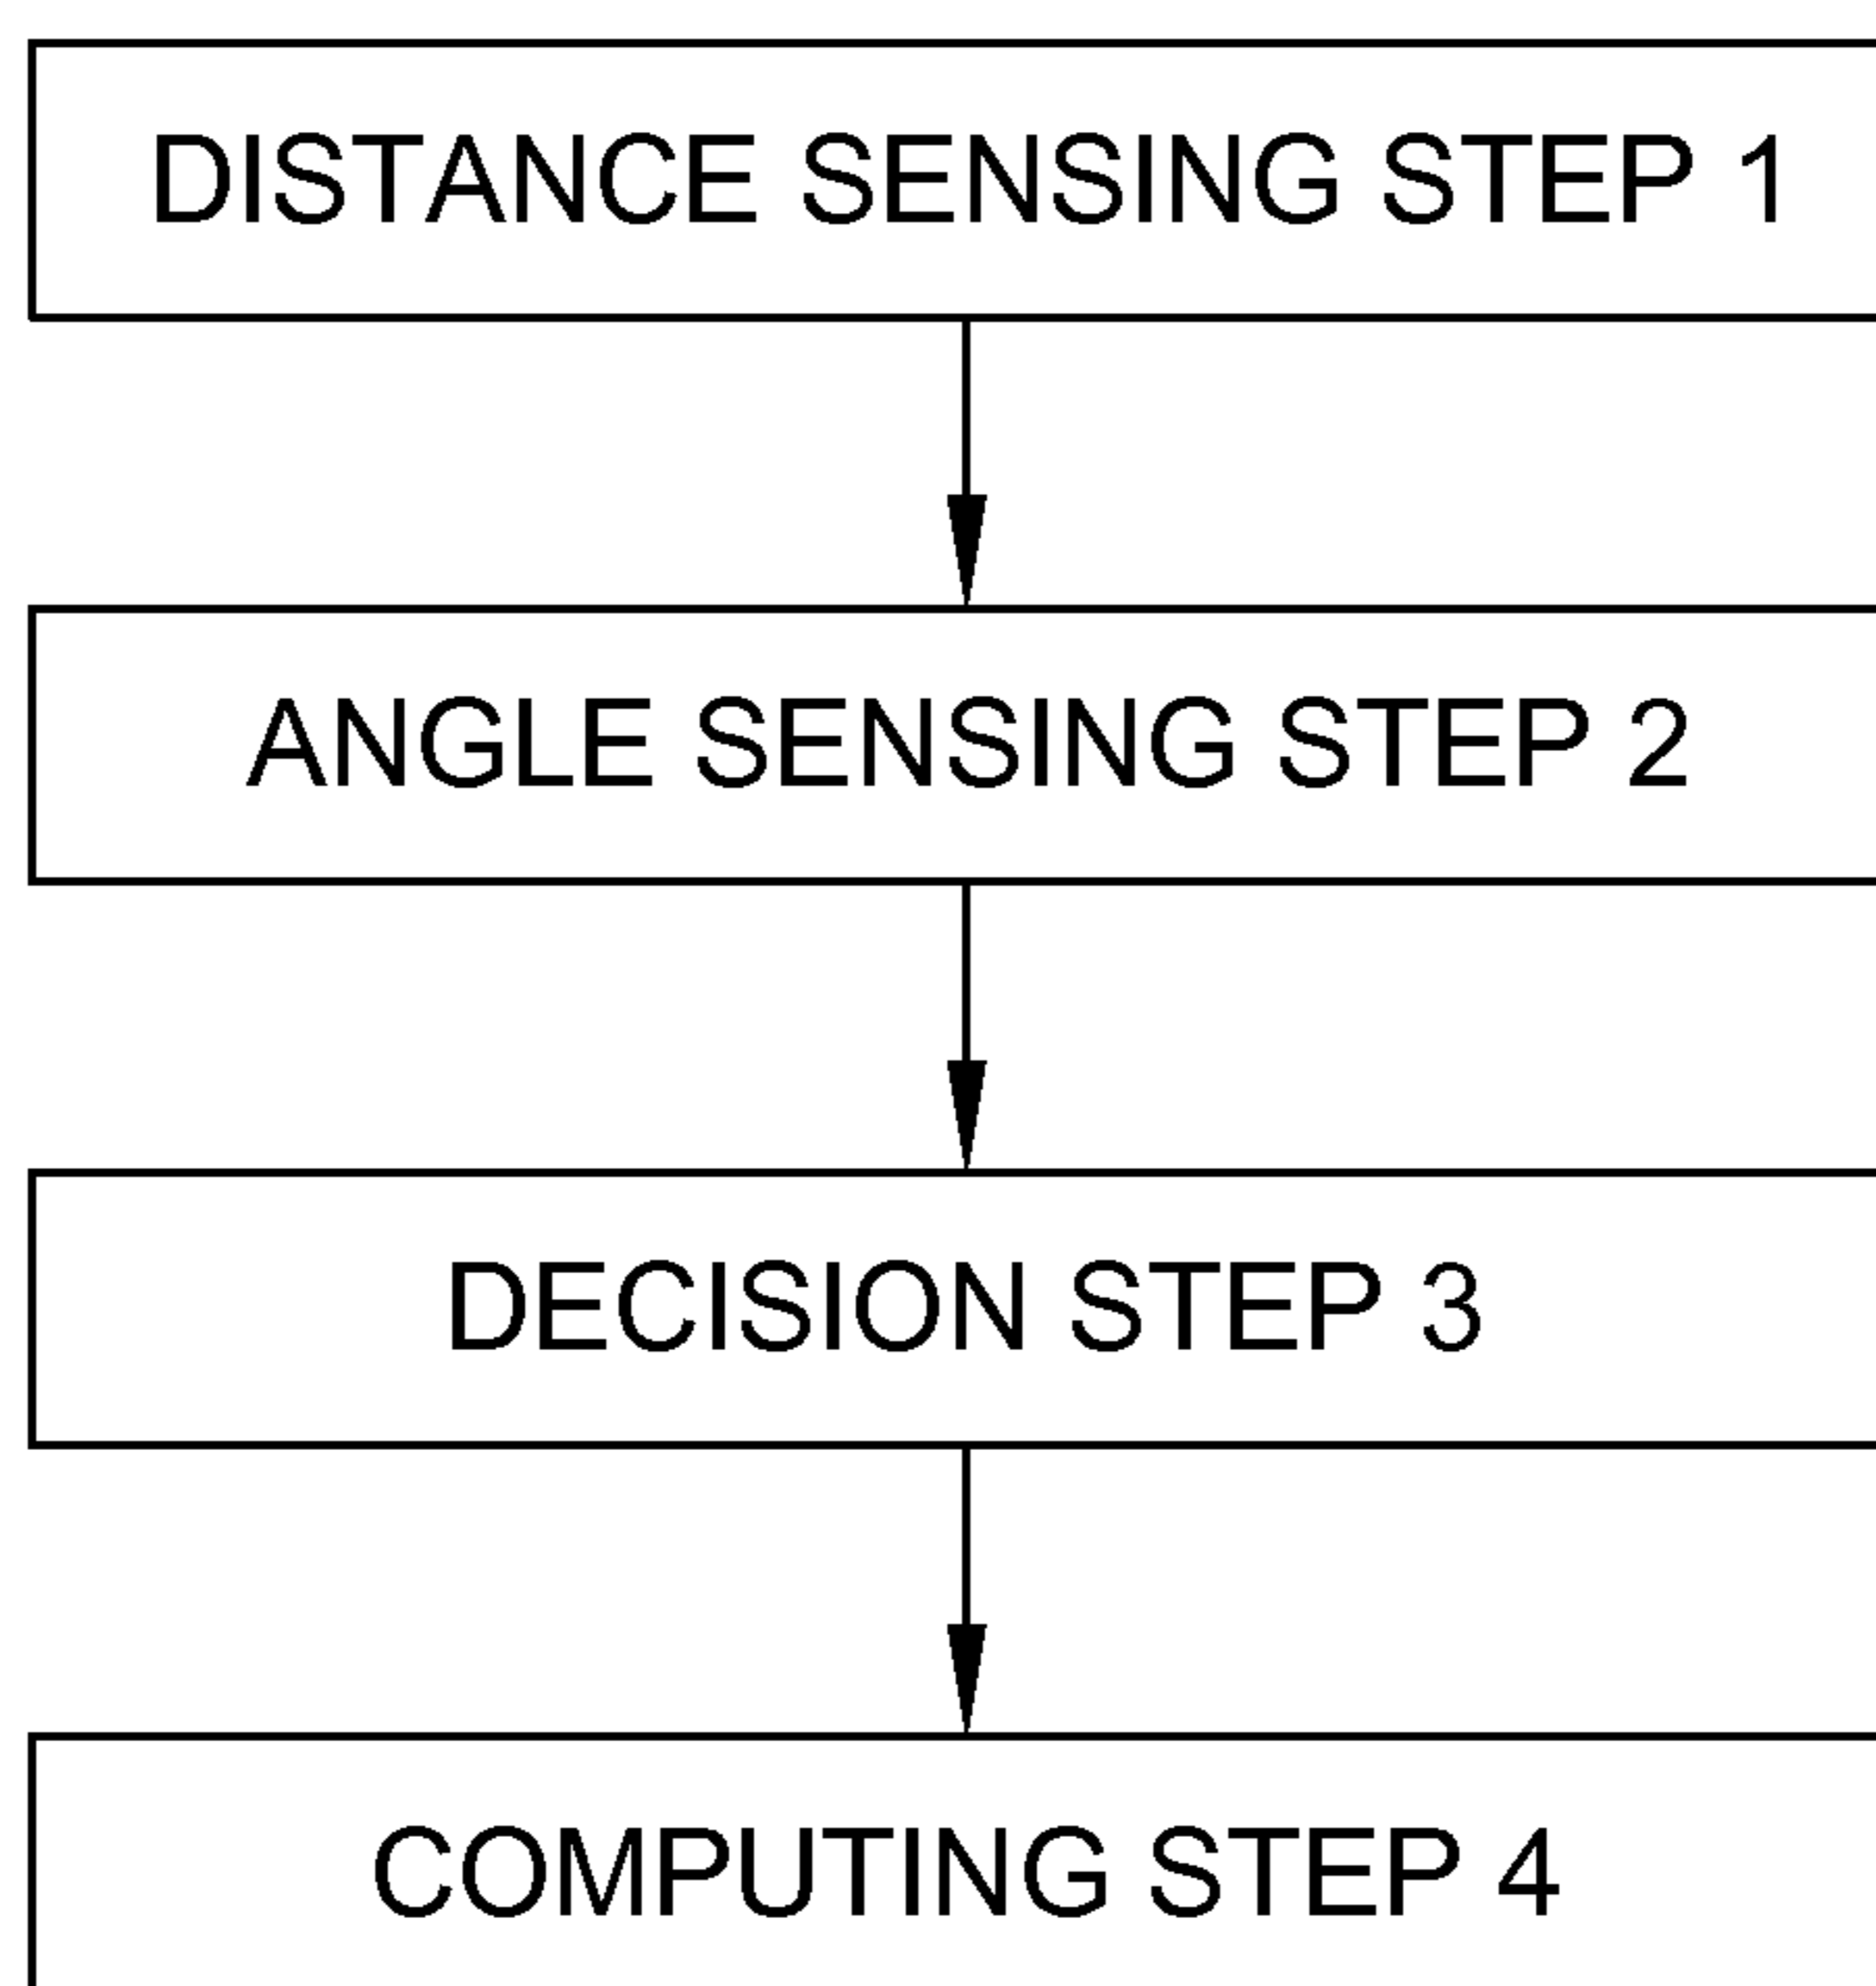 DISTANCE SENSING STEP 1
ANGLE SENSING STEP 2
DECISION STEP 3
COMPUTING STEP 4